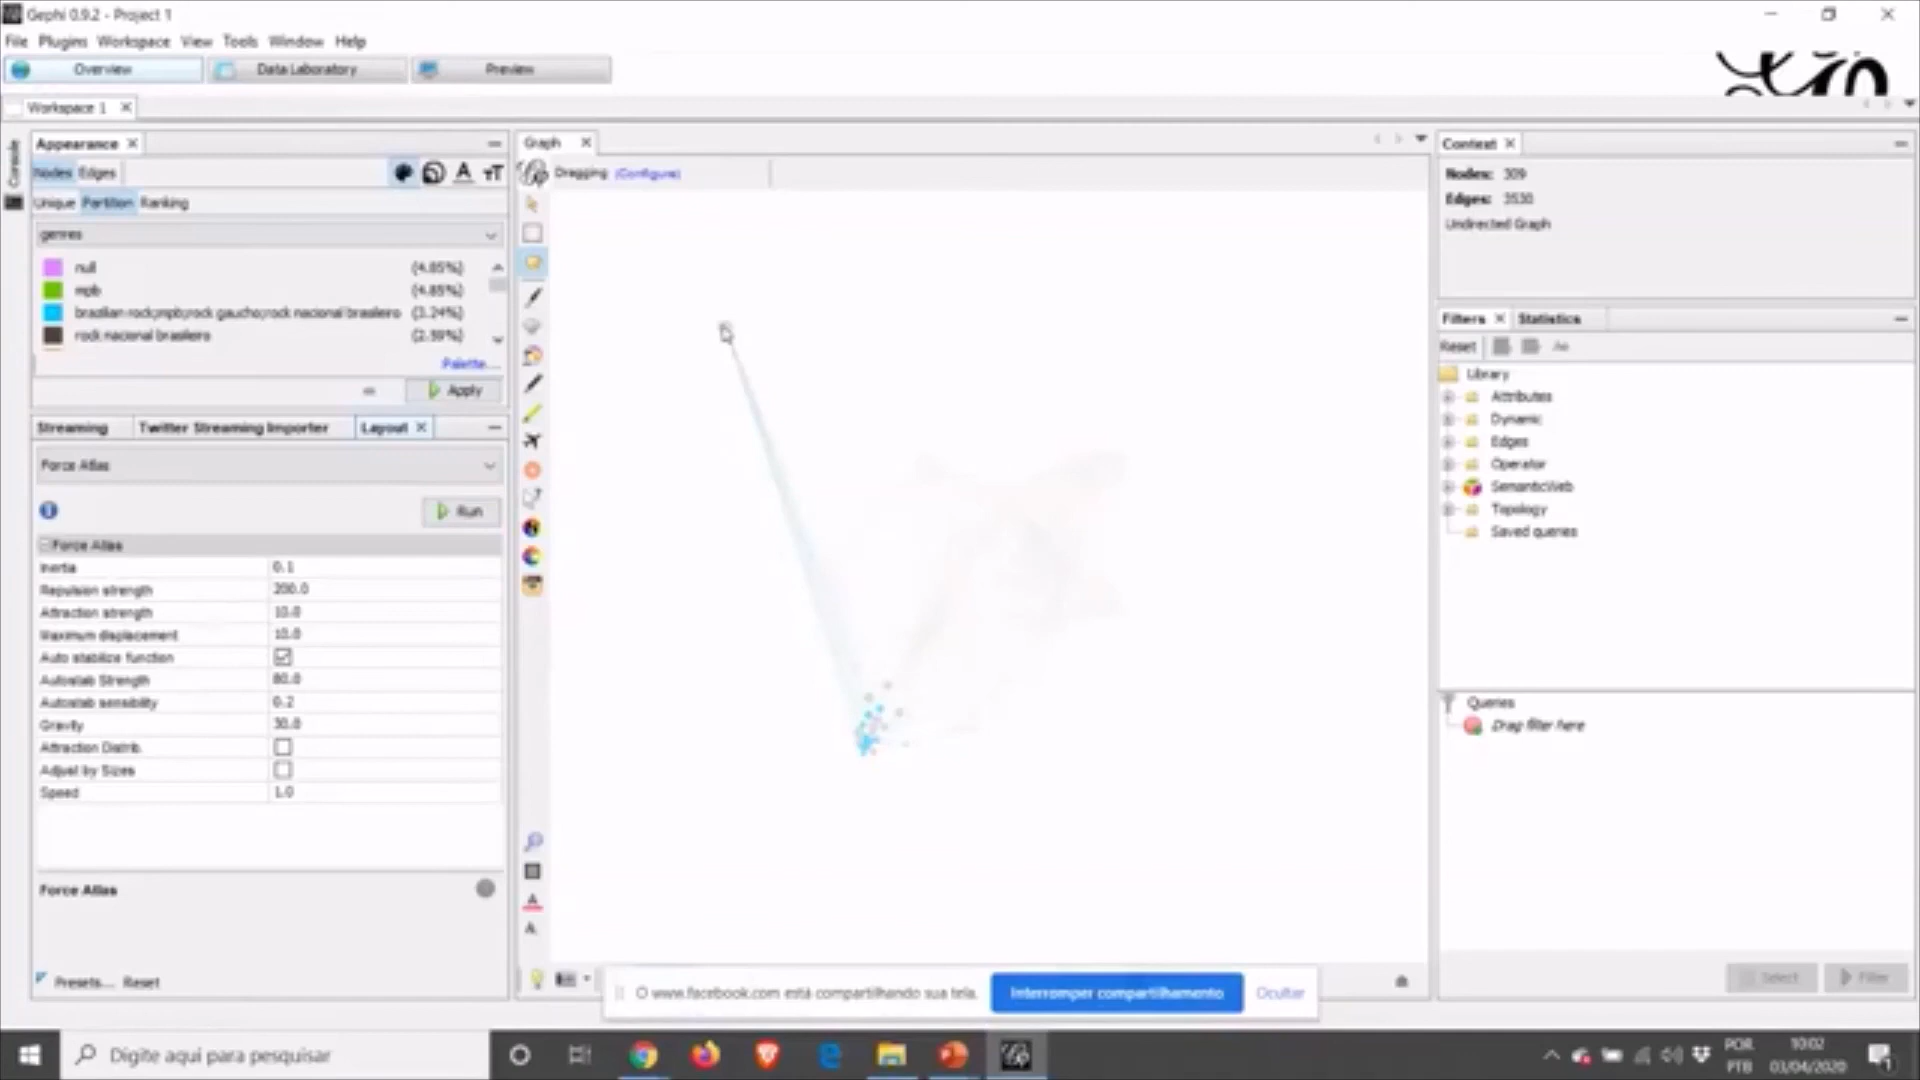 Gephi 0.9.2 - Project 1
File Plugins Workspace View Tools Window Help
Overview
Data Laboratory
Preview
Workspace 1
Console
Appearance
Nodes Edges
Unique Partition Ranking
genres
null (4.85%)
mpb (4.85%)
brazilian rock;mpb;rock gaucho;rock nacional brasileiro (3.24%)
rock nacional brasileiro (2.59%)
Palette...
Apply
Streaming
Twitter Streaming Importer
Layout
Force Atlas
Run
Force Atlas
Inertia 0.1
Repulsion strength 200.0
Attraction strength 10.0
Maximum displacement 10.0
Auto stabilize function
Autostab Strength 80.0
Autostab sensibility 0.2
Gravity 30.0
Attraction Distrib.
Adjust by Sizes
Speed 1.0
Force Atlas
Presets... Reset
Graph
Dragging (Configure)
Context
Nodes: 309
Edges: 3530
Undirected Graph
Filters
Statistics
Reset
Library
Attributes
Dynamic
Edges
Operator
SemanticWeb
Topology
Saved queries
Queries
Drag filter here
Select
Filter
O www.facebook.com está compartilhando sua tela.
Interromper compartilhamento
Ocultar
Digite aqui para pesquisar
POR
PTB
10:02
03/04/2020